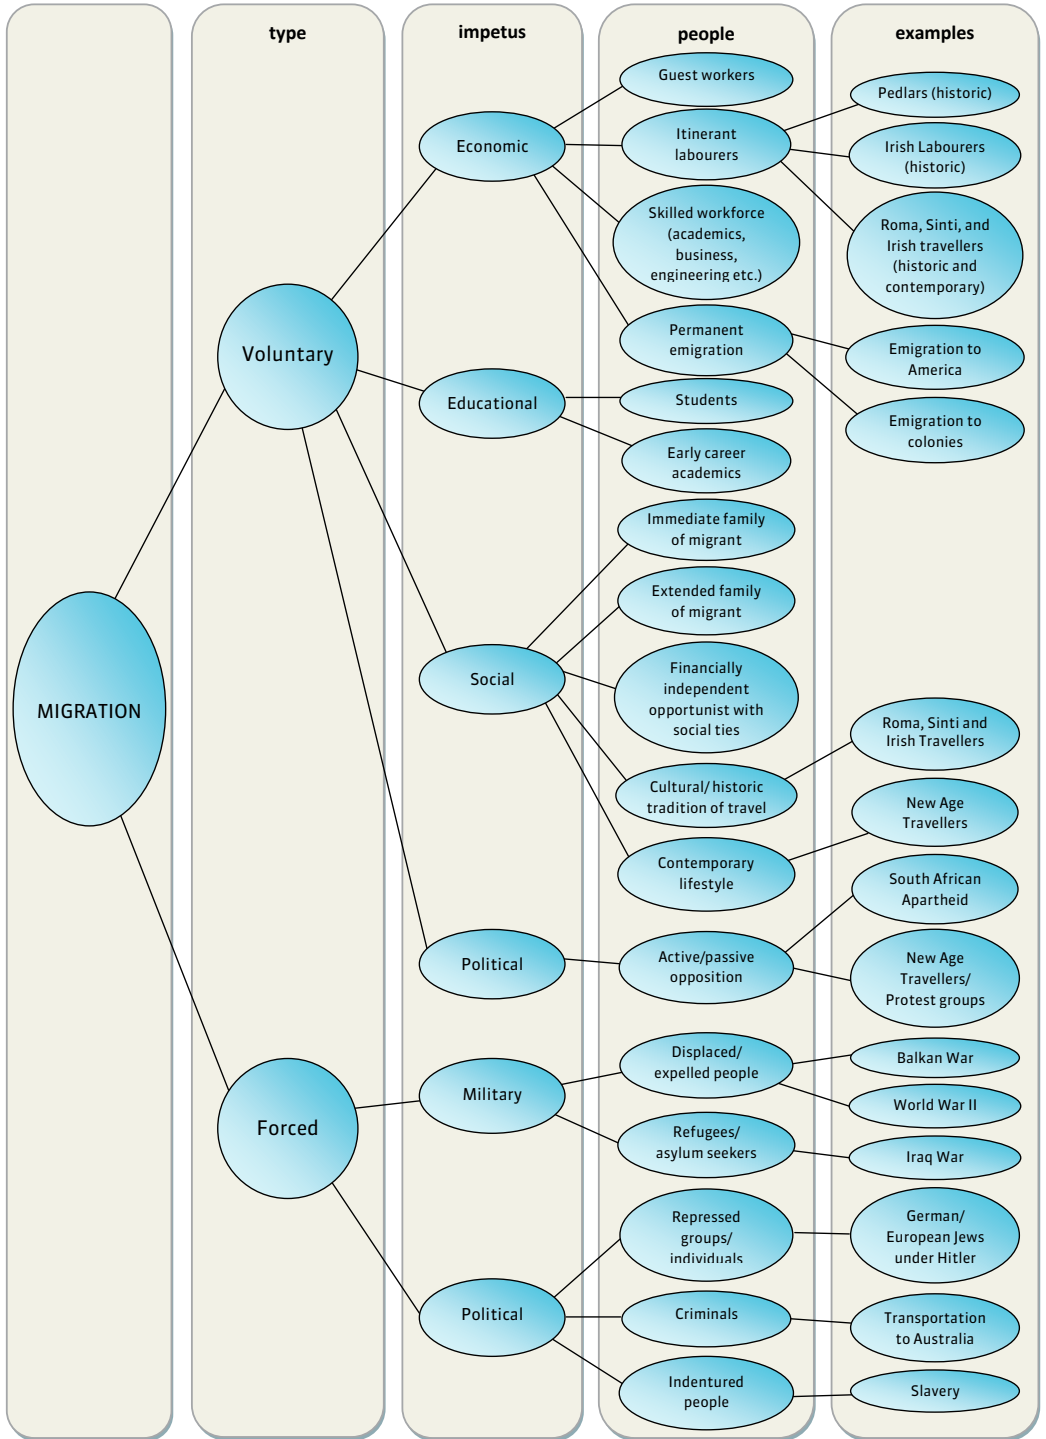 type
impetus
people
examples
MIGRATION
Voluntary
Forced
Economic
Educational
Social
Political
Military
Political
Guest workers
Itinerant
labourers
Skilled workforce
(academics,
business,
engineering etc.)
Permanent
emigration
Students
Early career
academics
Immediate family
of migrant
Extended family
of migrant
Financially
independent
opportunist with
social ties
Cultural/ historic
tradition of travel
Contemporary
lifestyle
Active/passive
opposition
Displaced/
expelled people
Refugees/
asylum seekers
Repressed
groups/
individuals
Criminals
Indentured
people
Pedlars (historic)
Irish Labourers
(historic)
Roma, Sinti, and
Irish travellers
(historic and
contemporary)
Emigration to
America
Emigration to
colonies
Roma, Sinti and
Irish Travellers
New Age
Travellers
South African
Apartheid
New Age
Travellers/
Protest groups
Balkan War
World War II
Iraq War
German/
European Jews
under Hitler
Transportation
to Australia
Slavery